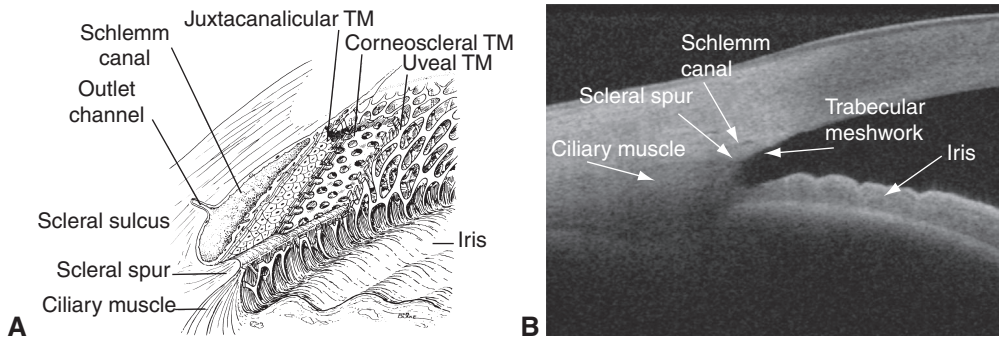 Juxtacanalicular TM
Schlemm
canal
Corneoscleral TM
Uveal TM
Outlet
channel
Scleral sulcus
Iris
Scleral spur
Ciliary muscle
A
Schlemm
canal
Scleral spur
Trabecular
meshwork
Ciliary muscle
Iris
B